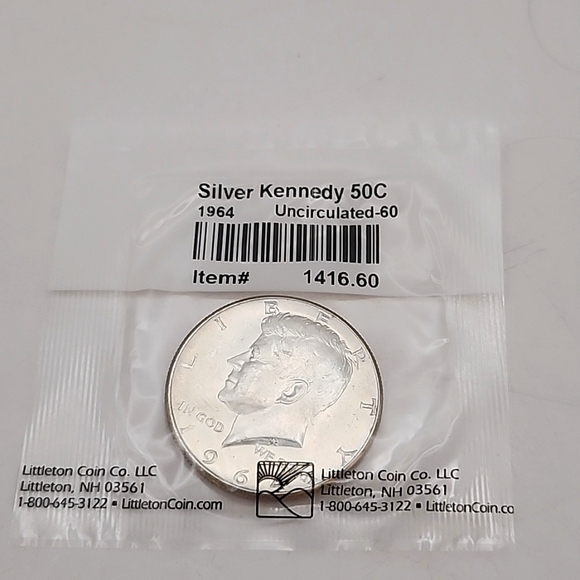 Silver Kennedy 50C
1964 Uncirculated-60
Item# 1416.60
LIBERTY
IN GOD WE
196
Littleton Coin Co. LLC
Littleton, NH 03561
1-800-645-3122 ▪ LittletonCoin.com
Littleton Coin Co. LLC
Littleton, NH 03561
1-800-645-3122 ▪ LittletonCoin.co